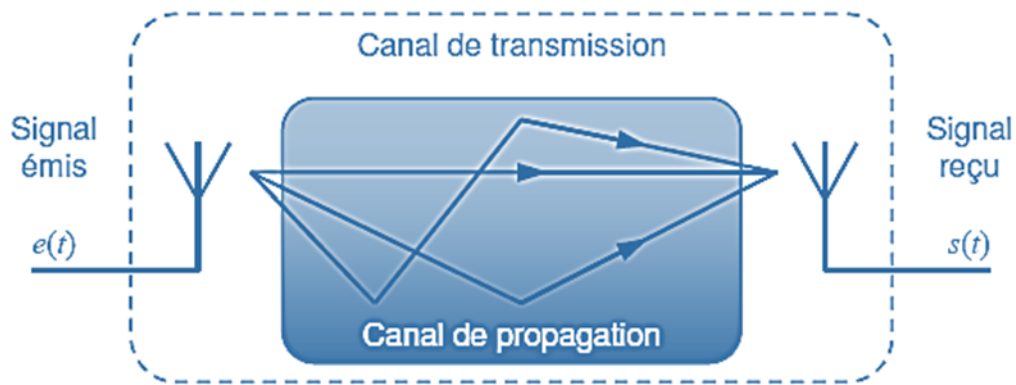 Canal de transmission
Signal
émis
e(t)
Signal
reçu
s(t)
Canal de propagation